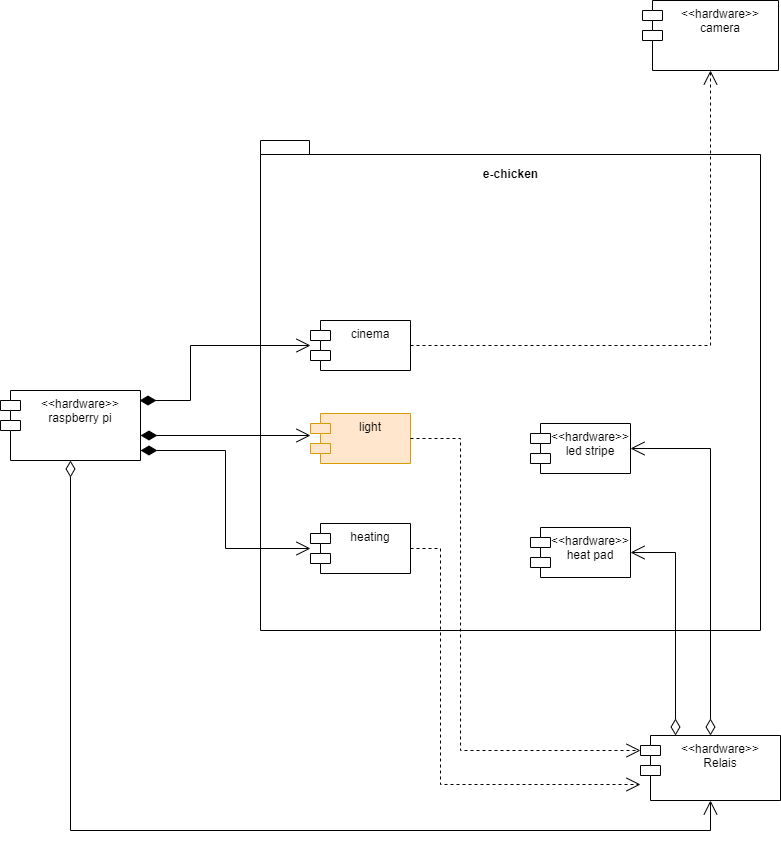 <<hardware>>
camera
e-chicken
cinema
<<hardware>>
raspberry pi
light
<<hardware>>
led stripe
heating
<<hardware>>
heat pad
<<hardware>>
Relais